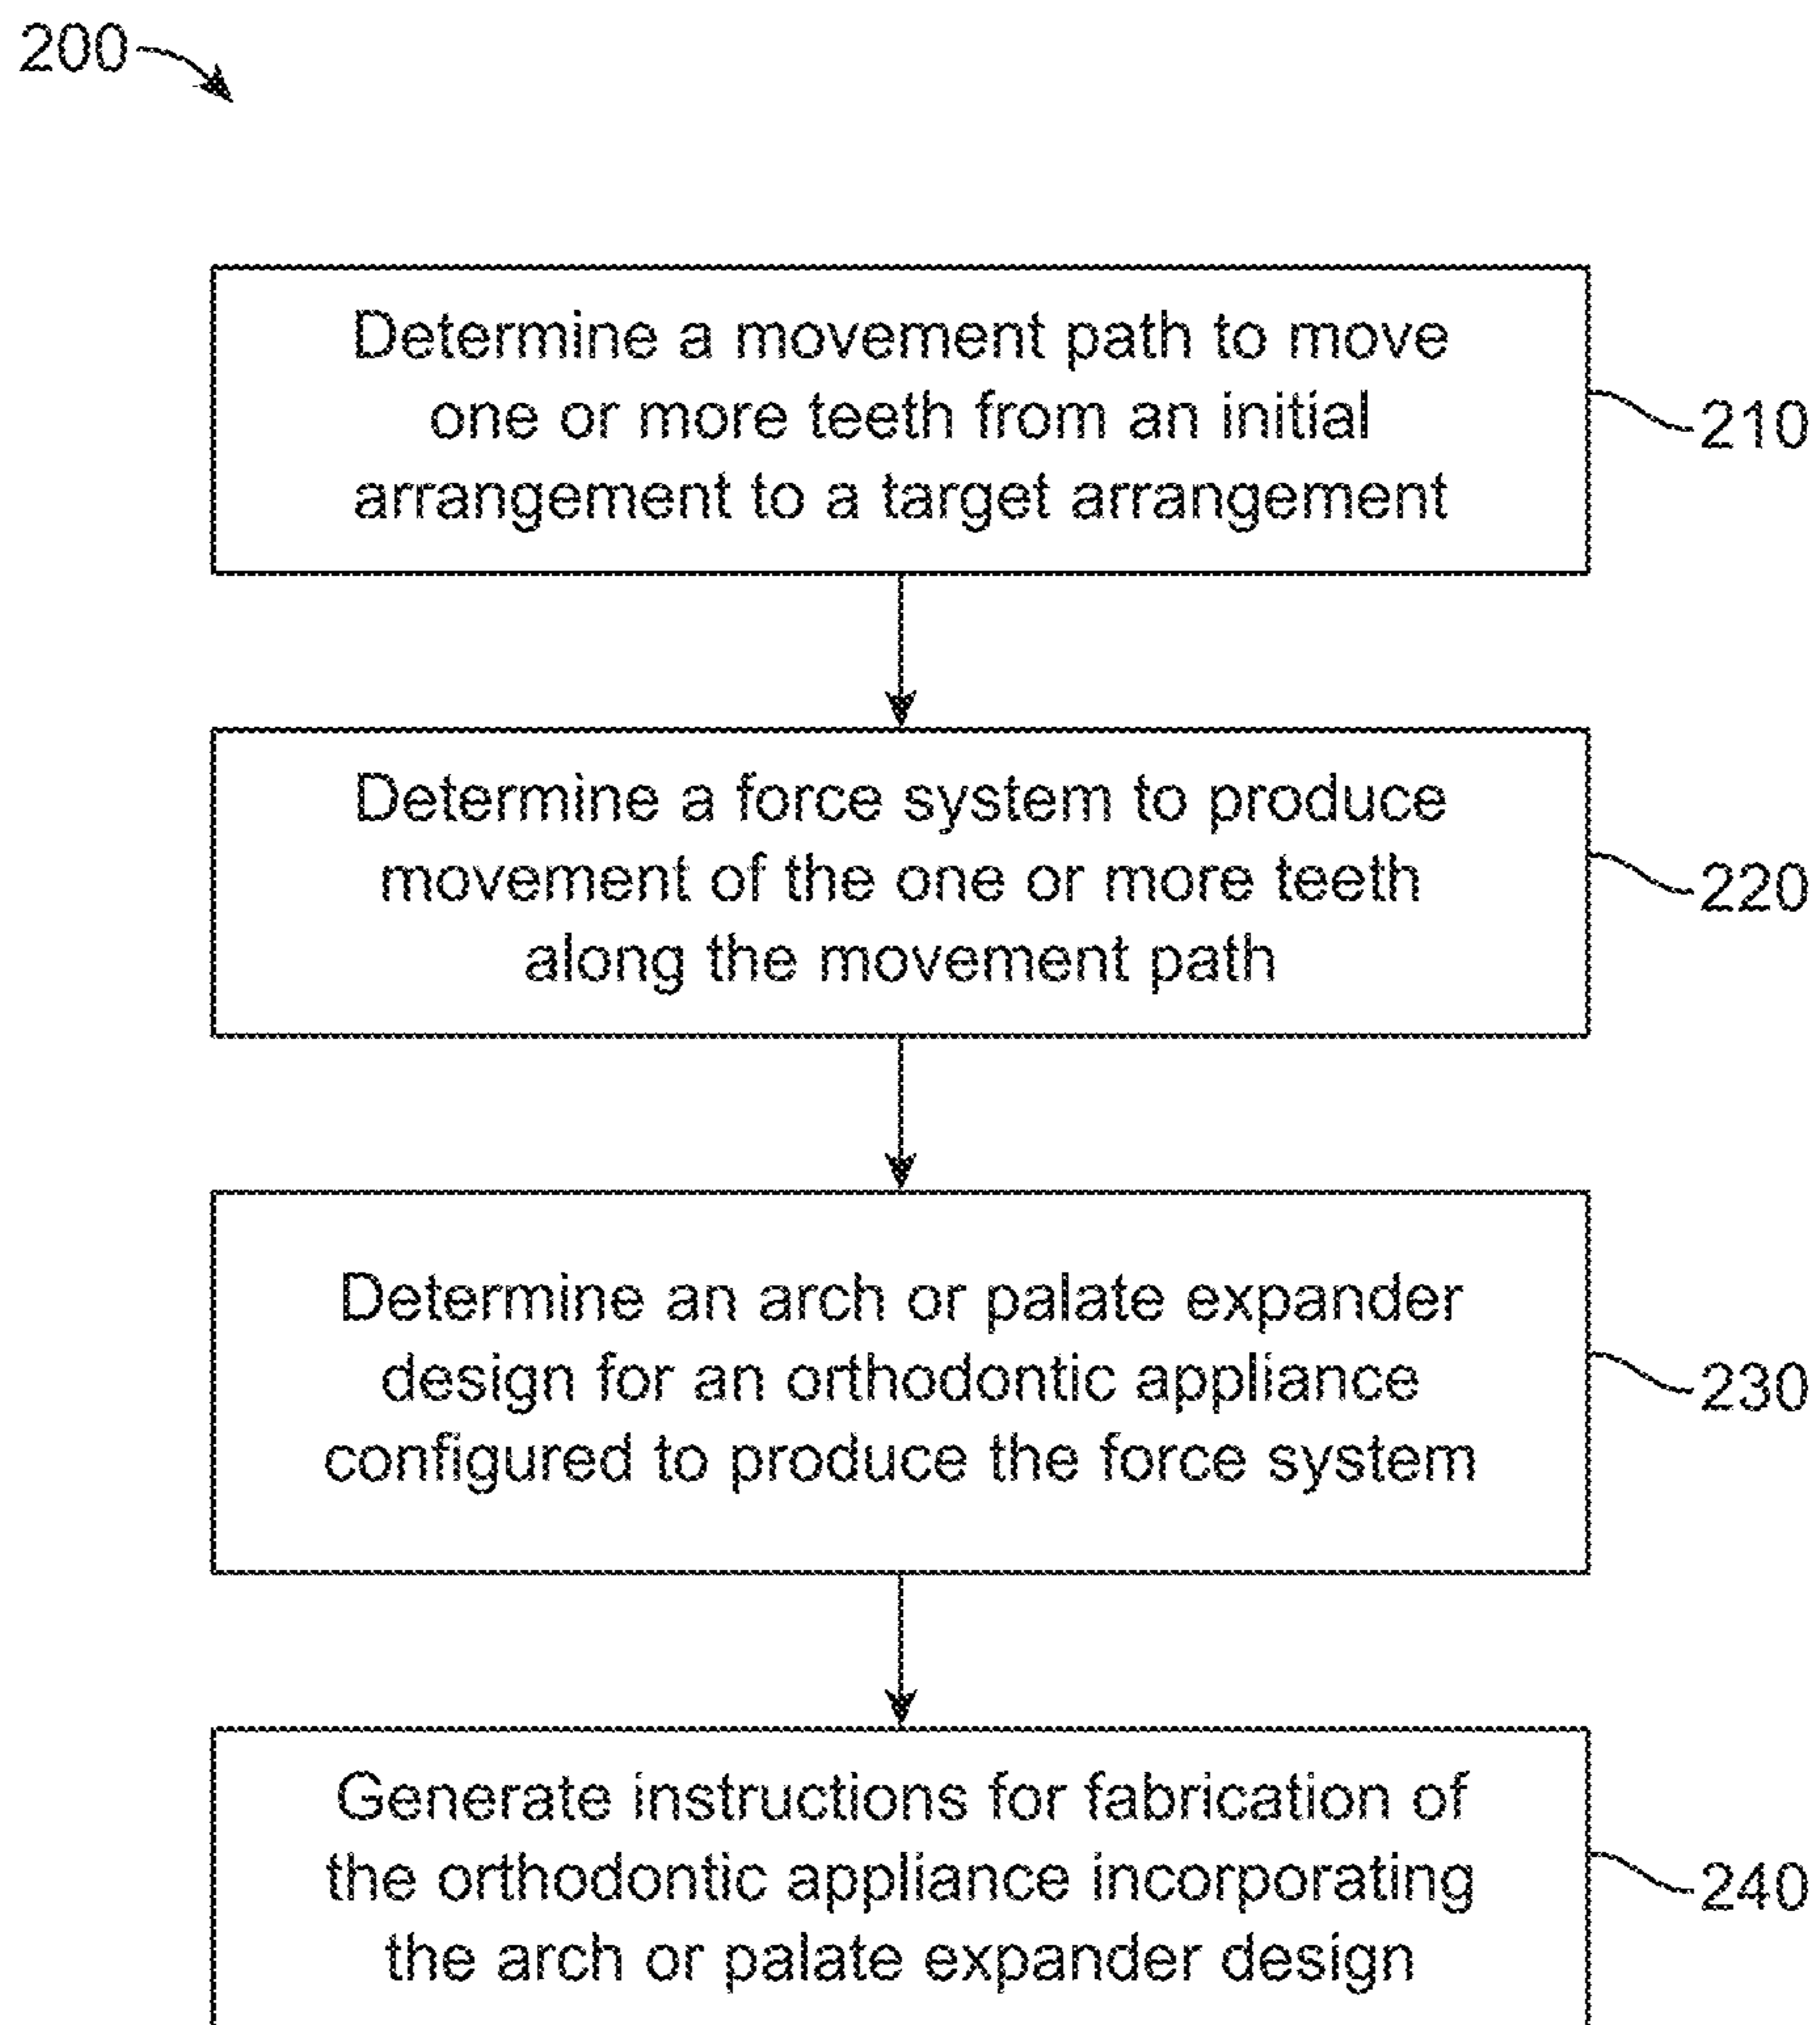 200
Determine a movement path to move
one or more teeth from an initial
arrangement to a target arrangement
210
Determine a force system to produce
movement of the one or more teeth
along the movement path
220
Determine an arch or palate expander
design for an orthodontic appliance
configured to produce the force system
230
Generate instructions for fabrication of
the orthodontic appliance incorporating
the arch or palate expander design
240